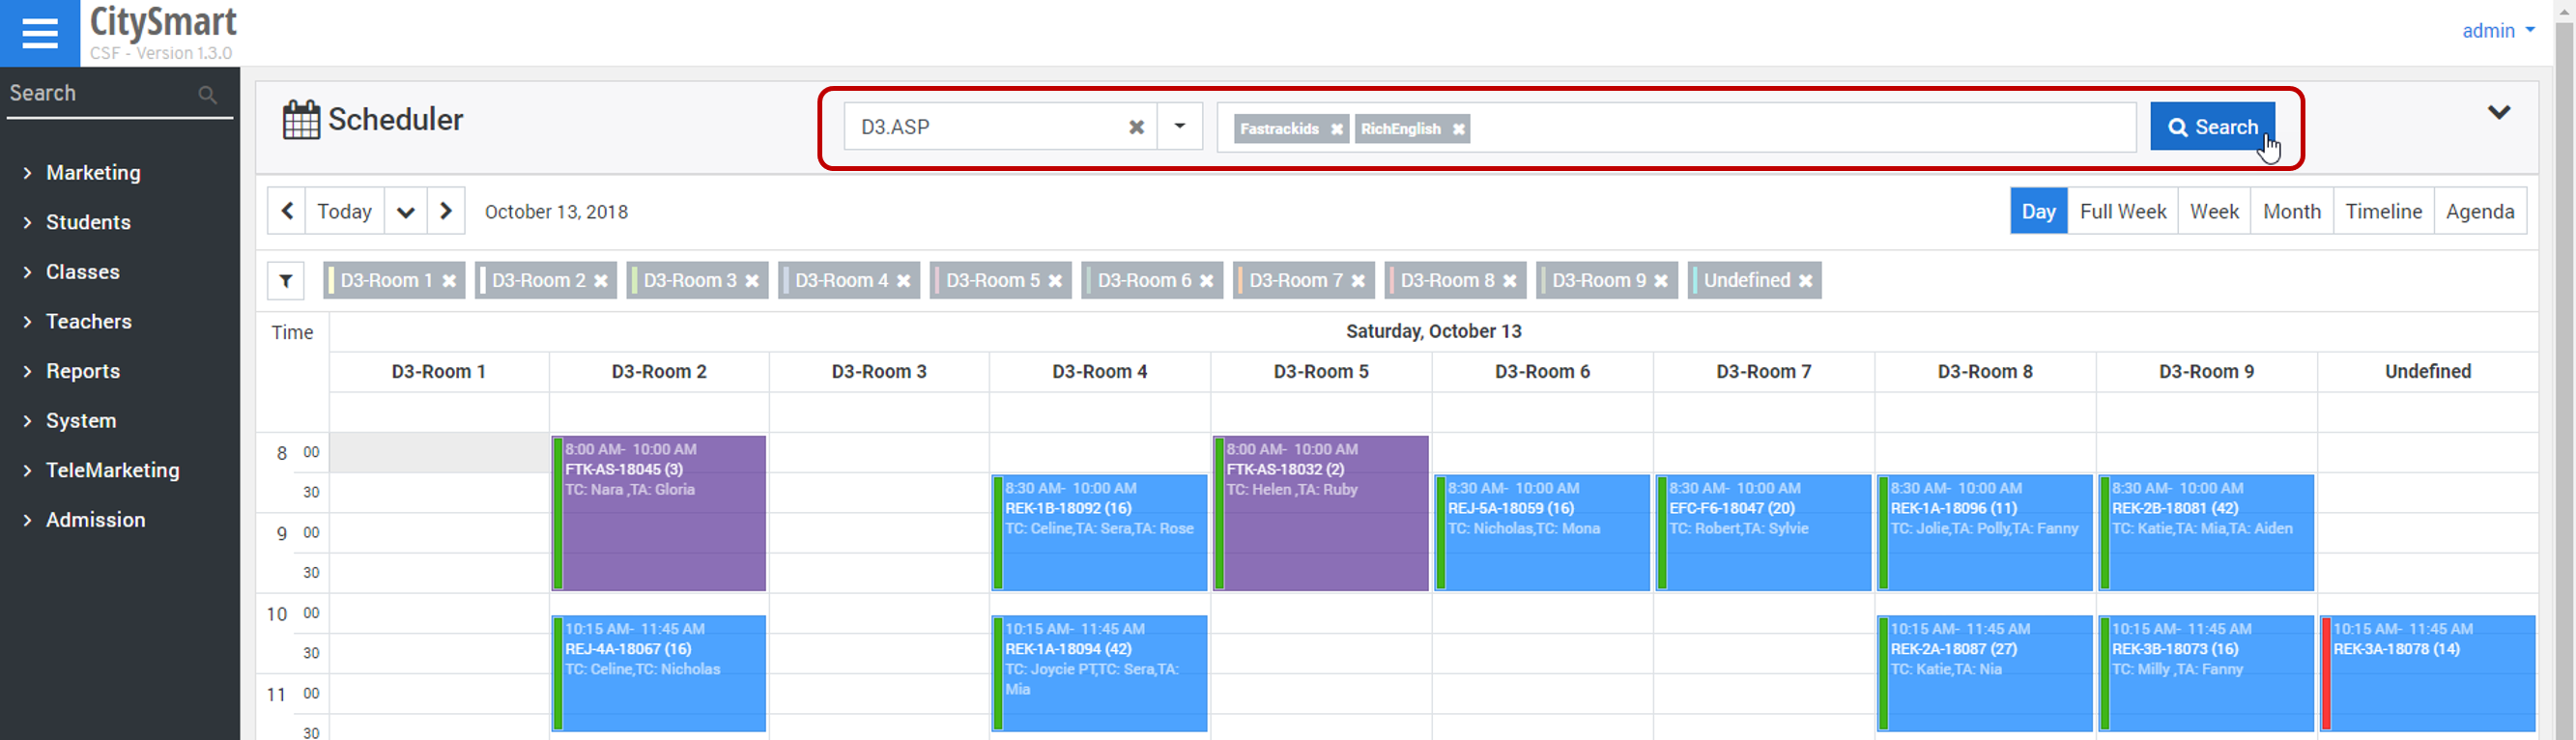 CitySmart
CSF - Version 1.3.0
admin
Search
Marketing
Students
Classes
Teachers
Reports
System
TeleMarketing
Admission
Scheduler
D3.ASP
Fastrackids
RichEnglish
Search
Today
October 13, 2018
Day
Full Week
Week
Month
Timeline
Agenda
D3-Room 1
D3-Room 2
D3-Room 3
D3-Room 4
D3-Room 5
D3-Room 6
D3-Room 7
D3-Room 8
D3-Room 9
Undefined
Time
Saturday, October 13
D3-Room 1
D3-Room 2
D3-Room 3
D3-Room 4
D3-Room 5
D3-Room 6
D3-Room 7
D3-Room 8
D3-Room 9
Undefined
8 00
30
9 00
30
10 00
30
11 00
30
8:00 AM- 10:00 AM
FTK-AS-18045 (3)
TC: Nara ,TA: Gloria
8:30 AM- 10:00 AM
REK-1B-18092 (16)
TC: Celine,TA: Sera,TA: Rose
8:00 AM- 10:00 AM
FTK-AS-18032 (2)
TC: Helen ,TA: Ruby
8:30 AM- 10:00 AM
REJ-5A-18059 (16)
TC: Nicholas,TC: Mona
8:30 AM- 10:00 AM
EFC-F6-18047 (20)
TC: Robert,TA: Sylvie
8:30 AM- 10:00 AM
REK-1A-18096 (11)
TC: Jolie,TA: Polly,TA: Fanny
8:30 AM- 10:00 AM
REK-2B-18081 (42)
TC: Katie,TA: Mia,TA: Aiden
10:15 AM- 11:45 AM
REJ-4A-18067 (16)
TC: Celine,TC: Nicholas
10:15 AM- 11:45 AM
REK-1A-18094 (42)
TC: Joycie PT,TC: Sera,TA:
Mia
10:15 AM- 11:45 AM
REK-2A-18087 (27)
TC: Katie,TA: Nia
10:15 AM- 11:45 AM
REK-3B-18073 (16)
TC: Milly ,TA: Fanny
10:15 AM- 11:45 AM
REK-3A-18078 (14)